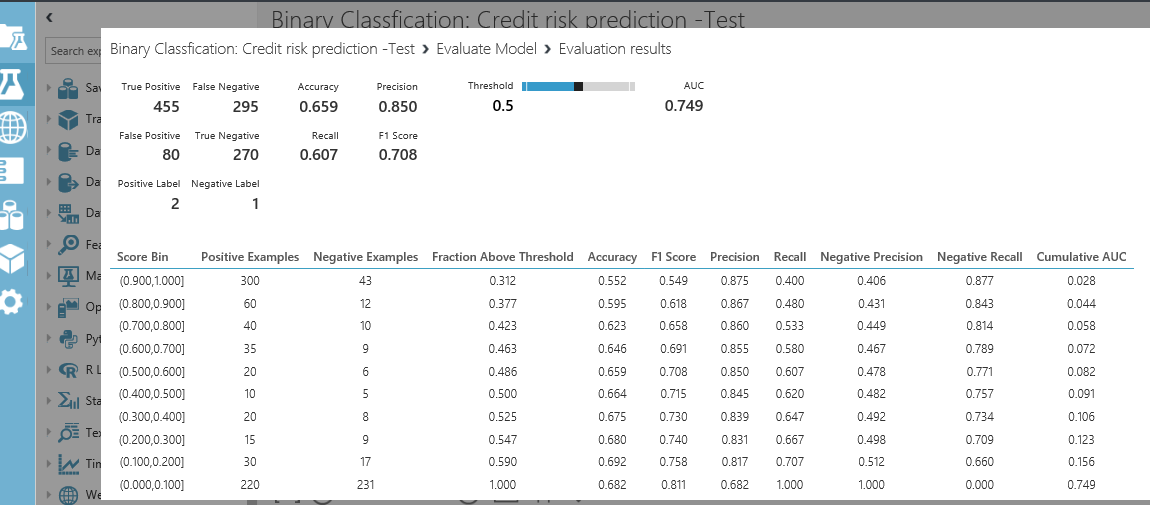 Binary Classfication: Credit risk prediction -Test
Search exp
Binary Classfication: Credit risk prediction -Test › Evaluate Model › Evaluation results
True Positive False Negative Accuracy Precision Threshold AUC
455 295 0.659 0.850 0.5 0.749
False Positive True Negative Recall F1 Score
80 270 0.607 0.708
Positive Label Negative Label
2 1
Sav
Tra
Da
Da
Da
Fea
Ma
Op
Pyt
R L
Sta
Tex
Tim
We
Score Bin Positive Examples Negative Examples Fraction Above Threshold Accuracy F1 Score Precision Recall Negative Precision Negative Recall Cumulative AUC
(0.900,1.000] 300 43 0.312 0.552 0.549 0.875 0.400 0.406 0.877 0.028
(0.800,0.900] 60 12 0.377 0.595 0.618 0.867 0.480 0.431 0.843 0.044
(0.700,0.800] 40 10 0.423 0.623 0.658 0.860 0.533 0.449 0.814 0.058
(0.600,0.700] 35 9 0.463 0.646 0.691 0.855 0.580 0.467 0.789 0.072
(0.500,0.600] 20 6 0.486 0.659 0.708 0.850 0.607 0.478 0.771 0.082
(0.400,0.500] 10 5 0.500 0.664 0.715 0.845 0.620 0.482 0.757 0.091
(0.300,0.400] 20 8 0.525 0.675 0.730 0.839 0.647 0.492 0.734 0.106
(0.200,0.300] 15 9 0.547 0.680 0.740 0.831 0.667 0.498 0.709 0.123
(0.100,0.200] 30 17 0.590 0.692 0.758 0.817 0.707 0.512 0.660 0.156
(0.000,0.100] 220 231 1.000 0.682 0.811 0.682 1.000 1.000 0.000 0.749